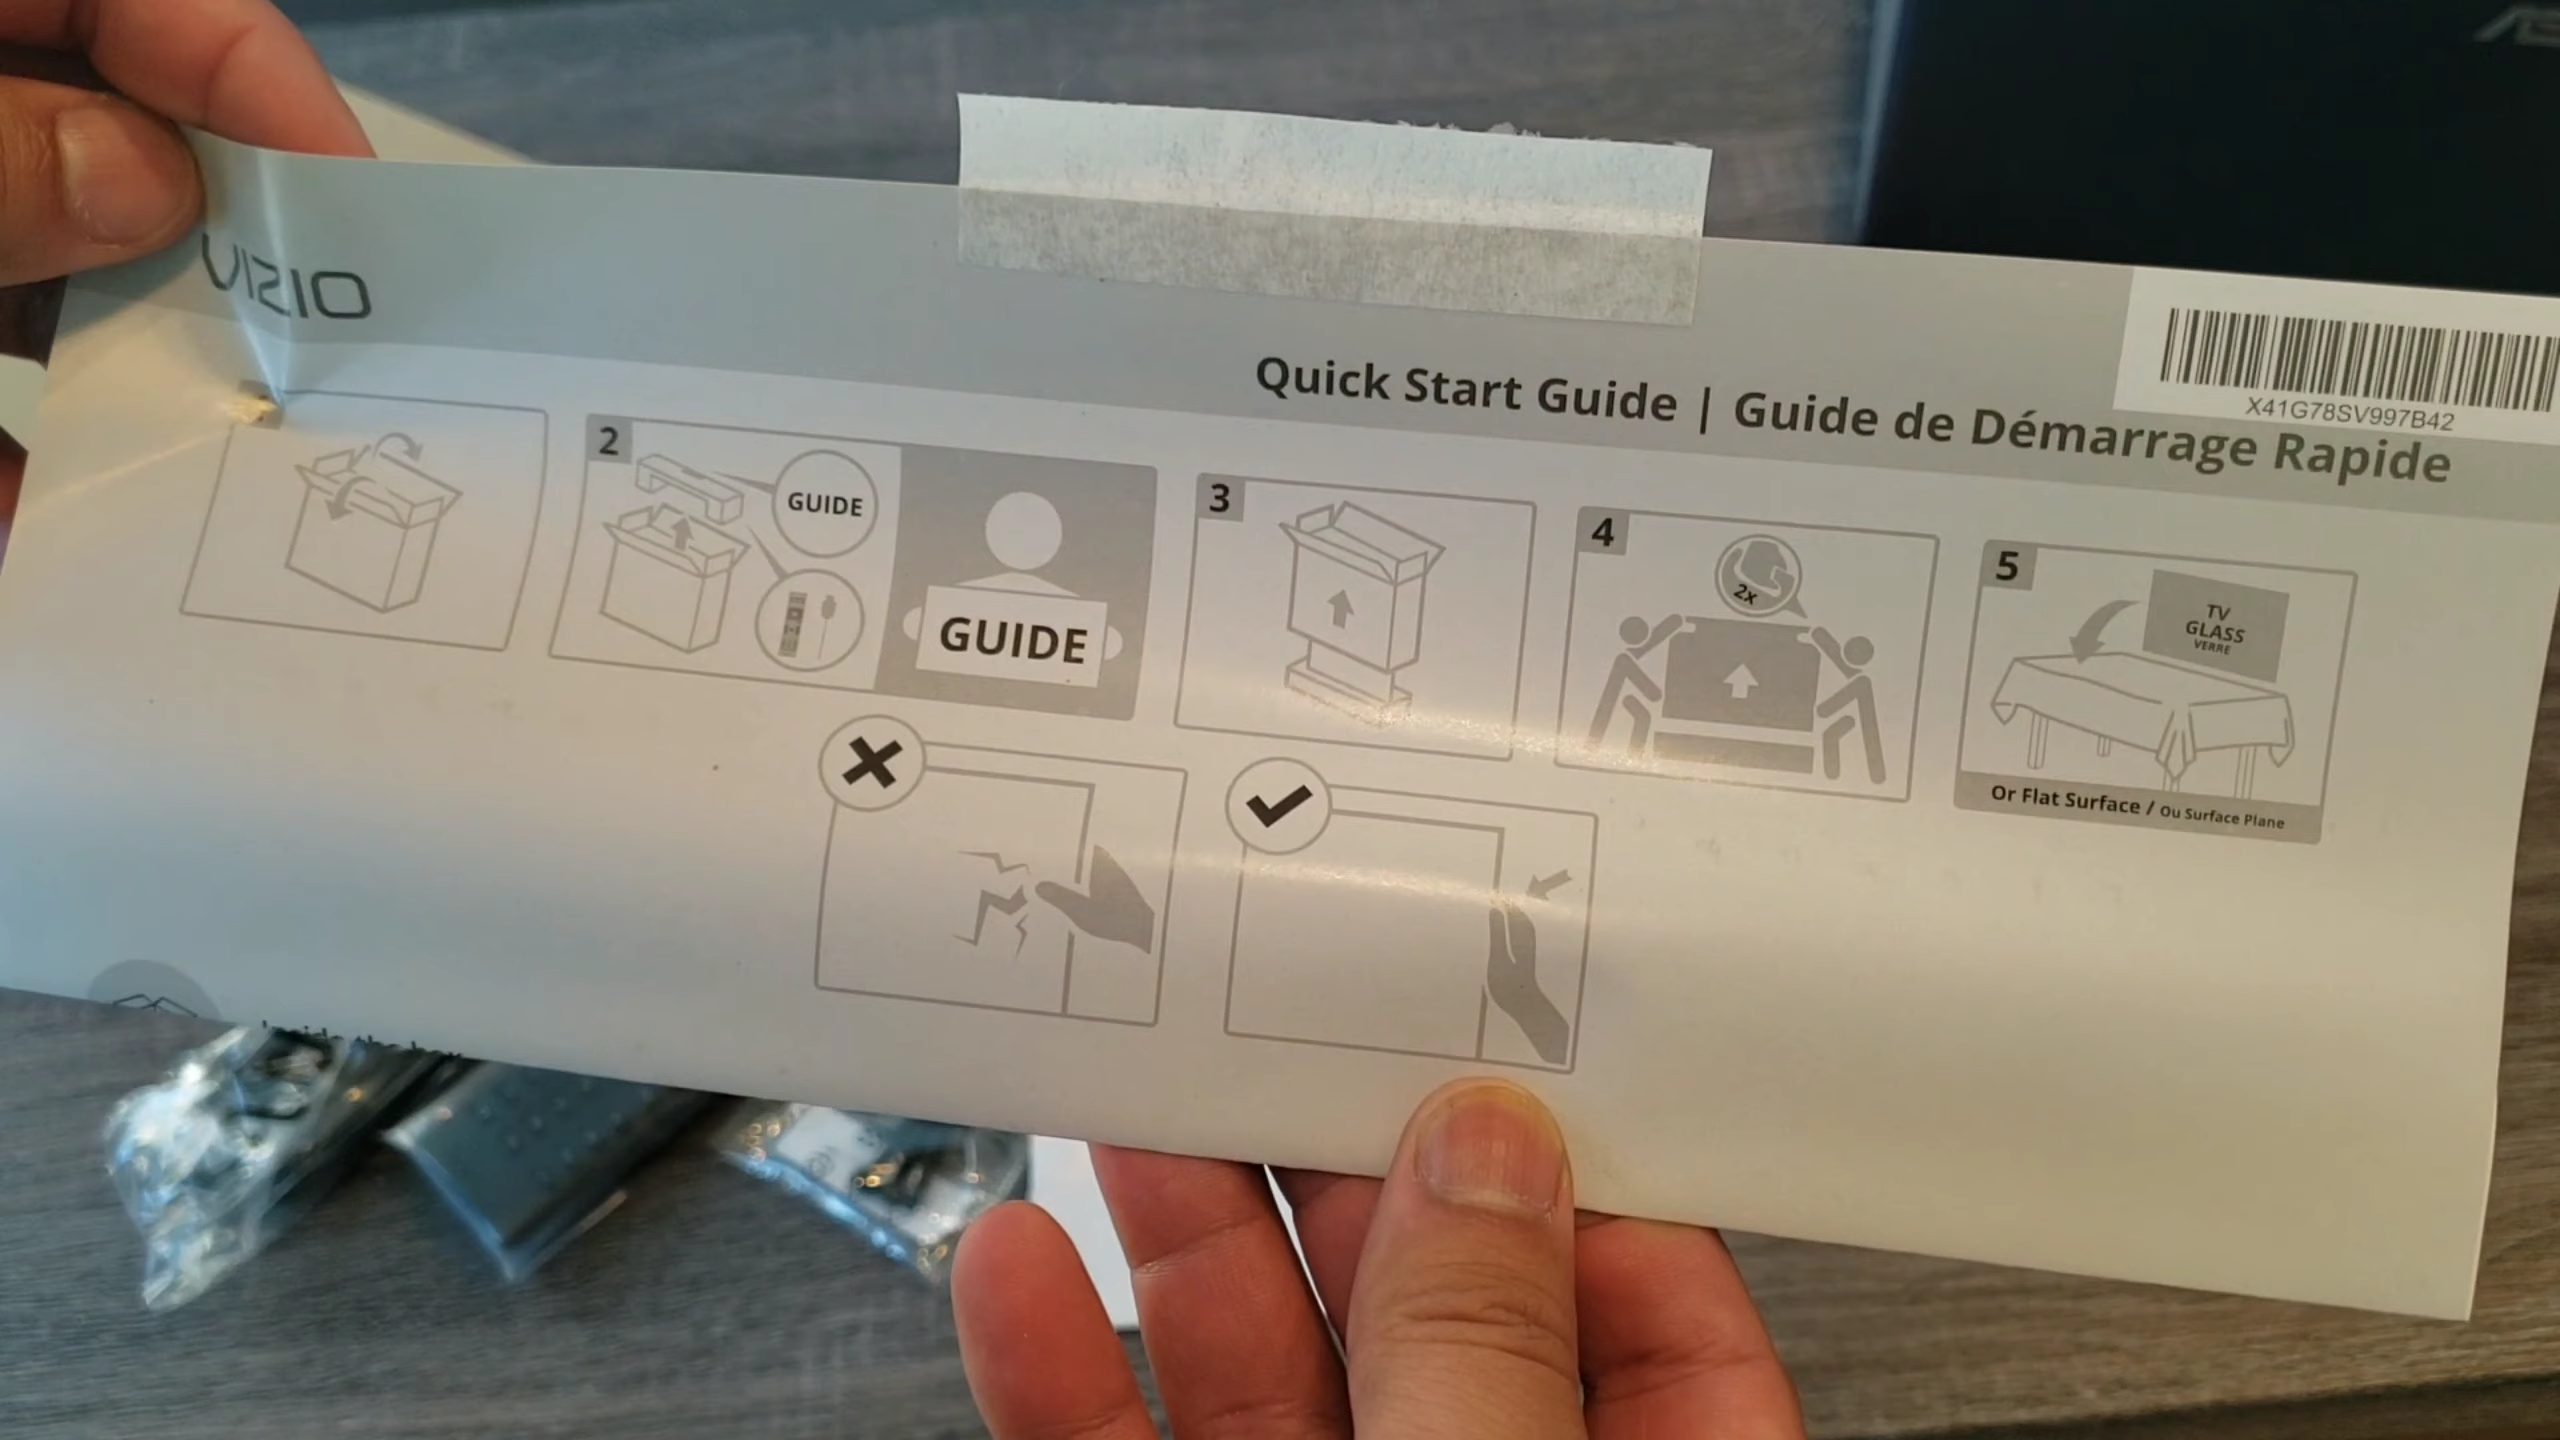 VIZIO
X41G78SV997B42
Quick Start Guide | Guide de Démarrage Rapide
2
GUIDE
GUIDE
3
4
2x
5
TV
GLASS
VERRE
Or Flat Surface / Ou Surface Plane